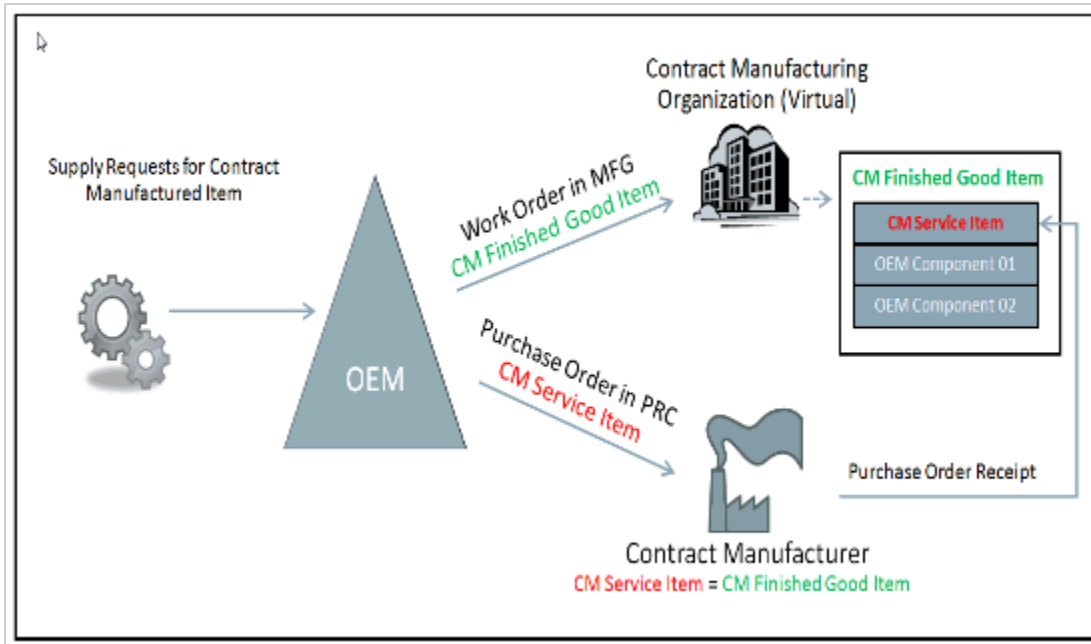 Contract Manufacturing
Organization (Virtual)
Supply Requests for Contract
Manufactured Item
Work Order in MFG
CM Finished Good Item
CM Finished Good Item
CM Service Item
OEM Component 01
OEM Component 02
OEM
Purchase Order in PRC
CM Service Item
Purchase Order Receipt
Contract Manufacturer
CM Service Item = CM Finished Good Item